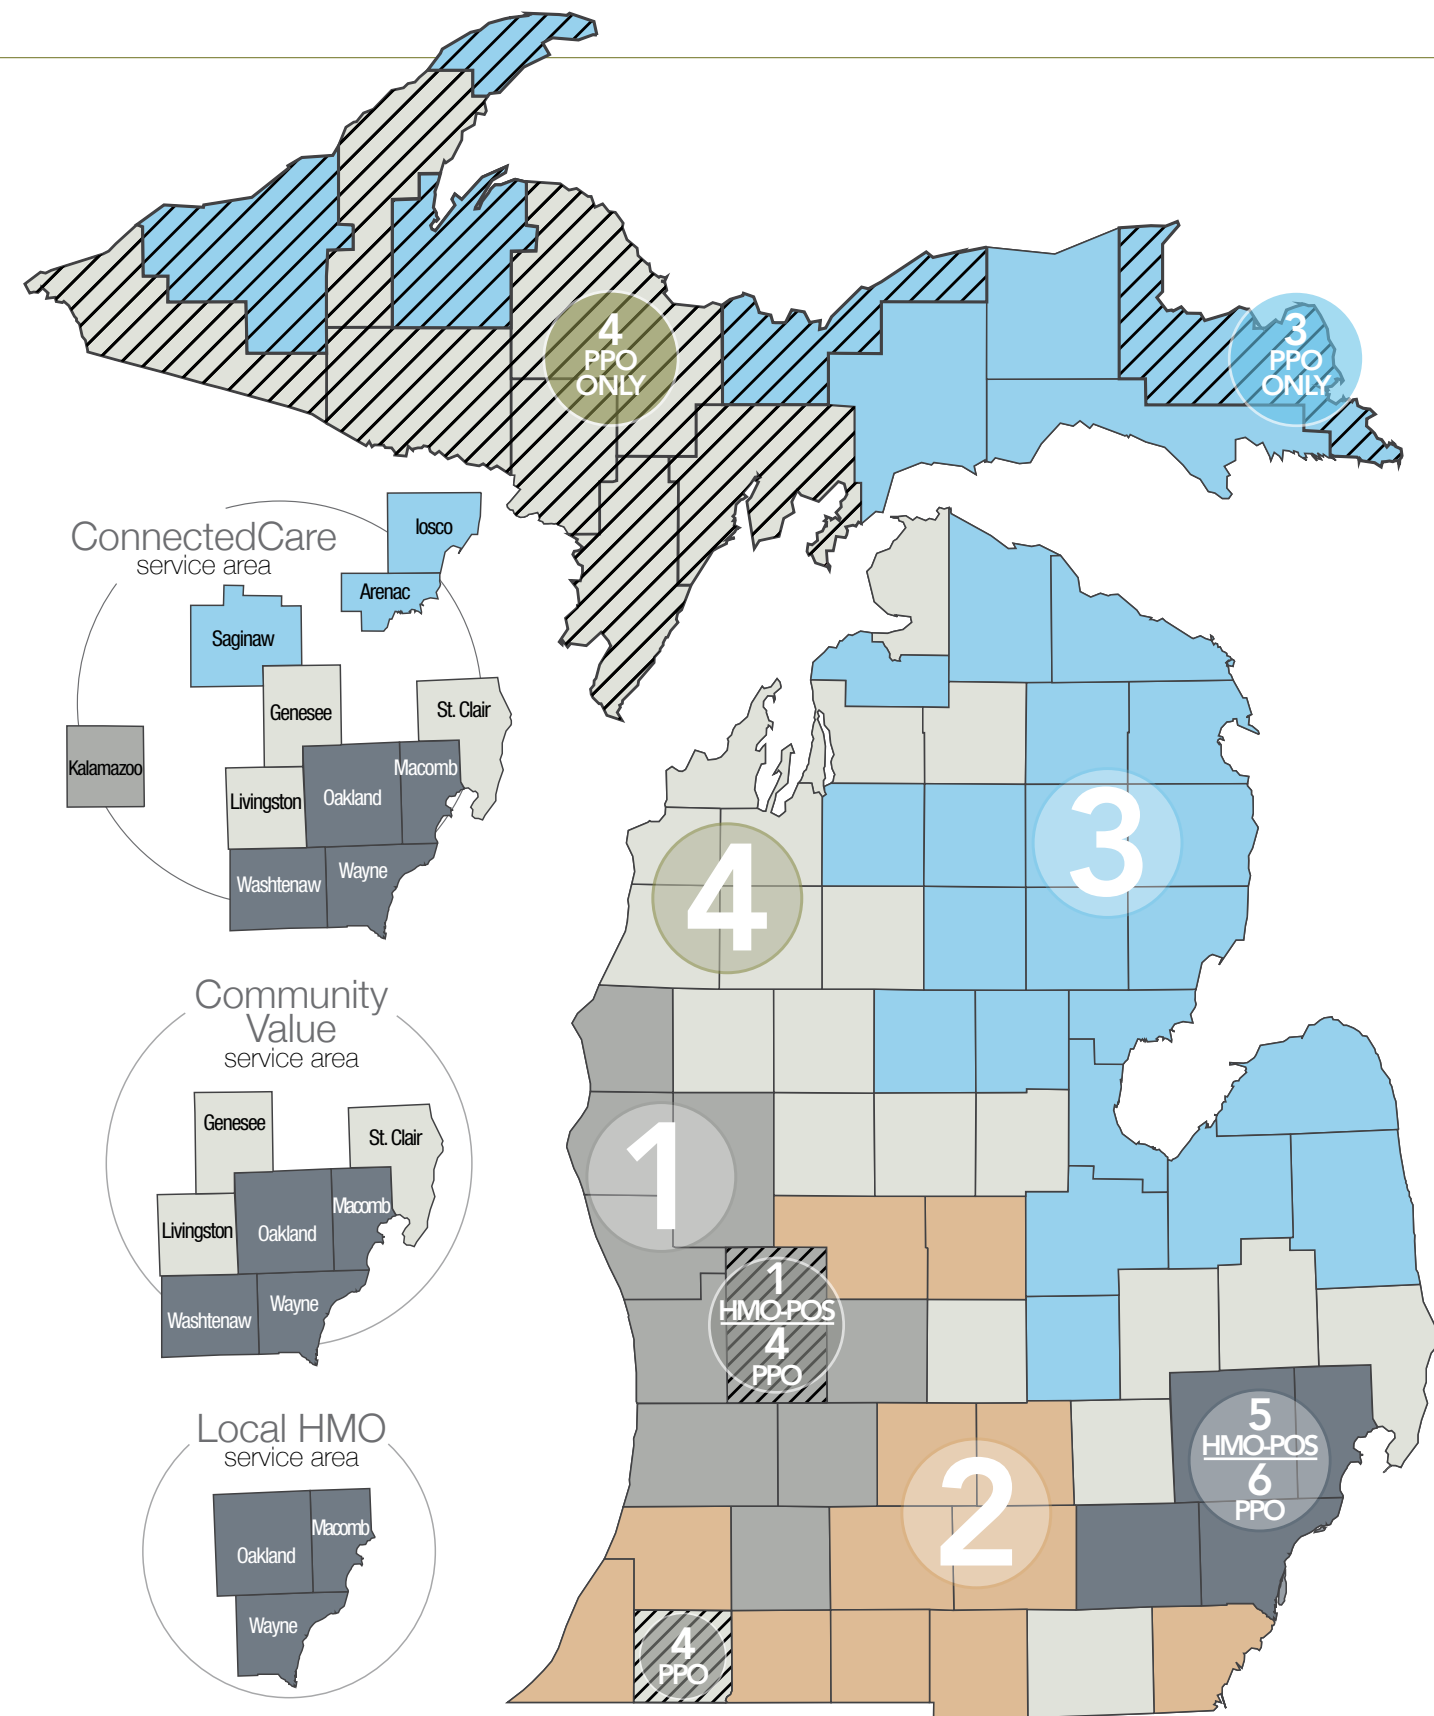 4
PPO
ONLY
3
PPO
ONLY
ConnectedCare
service area
Iosco
Arenac
Saginaw
Genesee
St. Clair
Kalamazoo
Macomb
Livingston
Oakland
Washtenaw
Wayne
3
4
Community
Value
service area
Genesee
St. Clair
Macomb
Livingston
Oakland
Washtenaw
Wayne
1
1
HMO-POS
4
PPO
Local HMO
service area
Macomb
Oakland
Wayne
5
HMO-POS
6
PPO
2
4
PPO